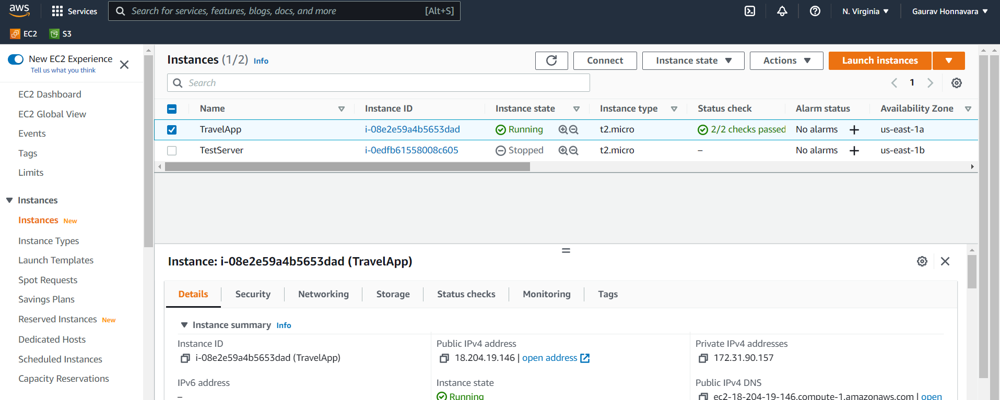 aws
Services
Search for services, features, blogs, docs, and more
[Alt+S]
N. Virginia
Gaurav Honnavara
EC2
S3
New EC2 Experience
Tell us what you think
EC2 Dashboard
EC2 Global View
Events
Tags
Limits
Instances
Instances New
Instance Types
Launch Templates
Spot Requests
Savings Plans
Reserved Instances New
Dedicated Hosts
Scheduled Instances
Capacity Reservations
Instances (1/2) Info
Connect
Instance state
Actions
Launch instances
Search
1
Name Instance ID Instance state Instance type Status check Alarm status Availability Zone
TravelApp i-08e2e59a4b5653dad Running t2.micro 2/2 checks passed No alarms + us-east-1a
TestServer i-0edfb61558008c605 Stopped t2.micro – No alarms + us-east-1b
Instance: i-08e2e59a4b5653dad (TravelApp)
Details Security Networking Storage Status checks Monitoring Tags
Instance summary Info
Instance ID
i-08e2e59a4b5653dad (TravelApp)
Public IPv4 address
18.204.19.146 | open address
Private IPv4 addresses
172.31.90.157
IPv6 address
–
Instance state
Running
Public IPv4 DNS
ec2-18-204-19-146.compute-1.amazonaws.com | open